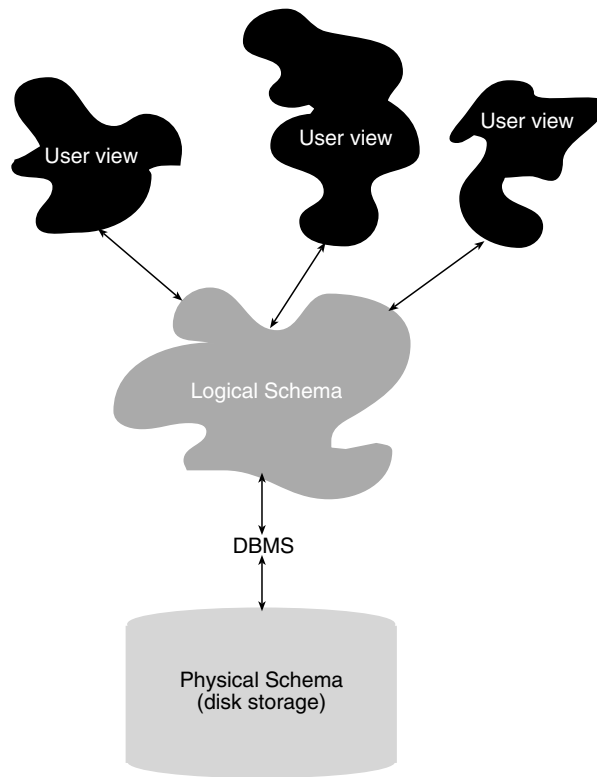 User view
User view
User view
Logical Schema
DBMS
Physical Schema
(disk storage)